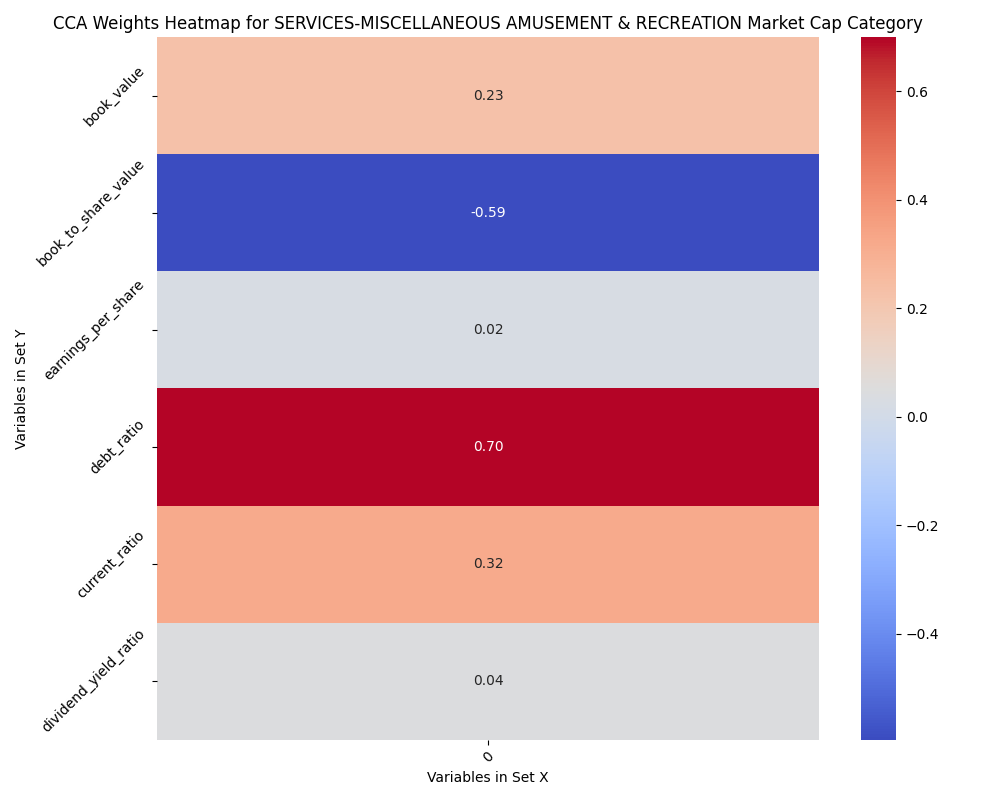 CCA Weights Heatmap for SERVICES-MISCELLANEOUS AMUSEMENT & RECREATION Market Cap Category
Variables in Set Y
book_value
0.23
book_to_share_value
-0.59
earnings_per_share
0.02
debt_ratio
0.70
current_ratio
0.32
dividend_yield_ratio
0.04
0
Variables in Set X
0.6
0.4
0.2
0.0
−0.2
−0.4